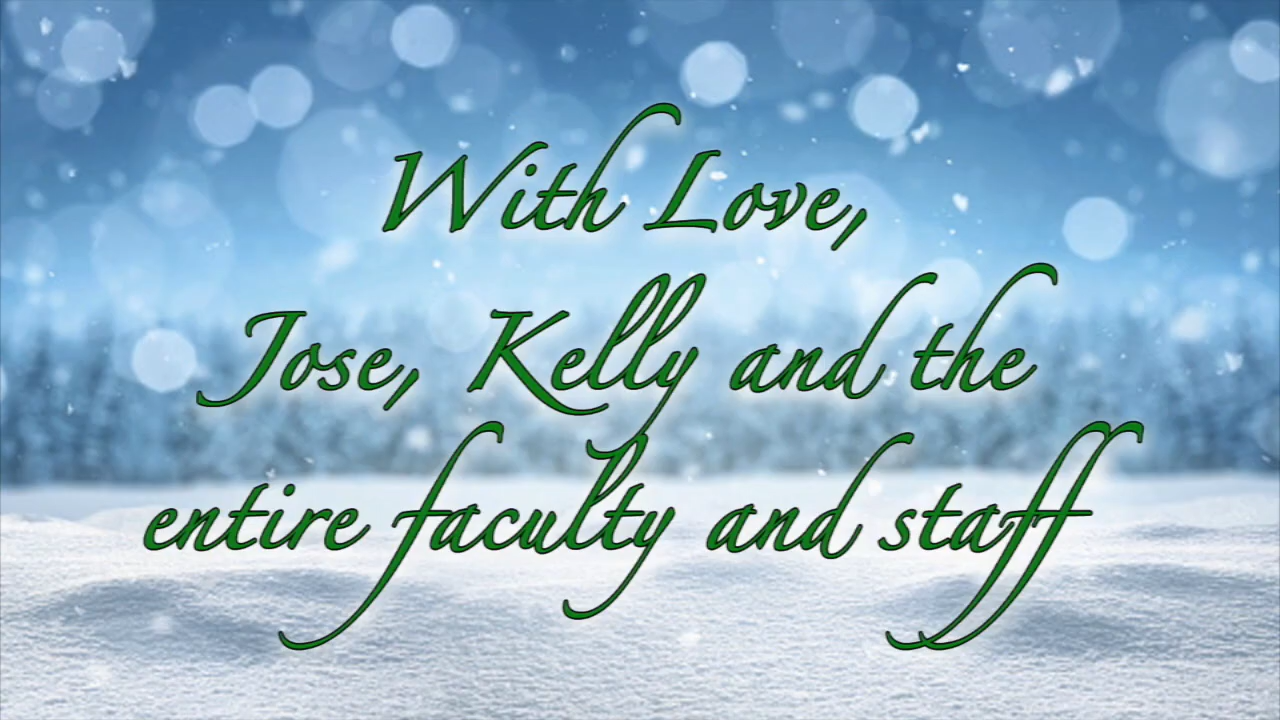 With Love,
Jose, Kelly and the
entire faculty and staff